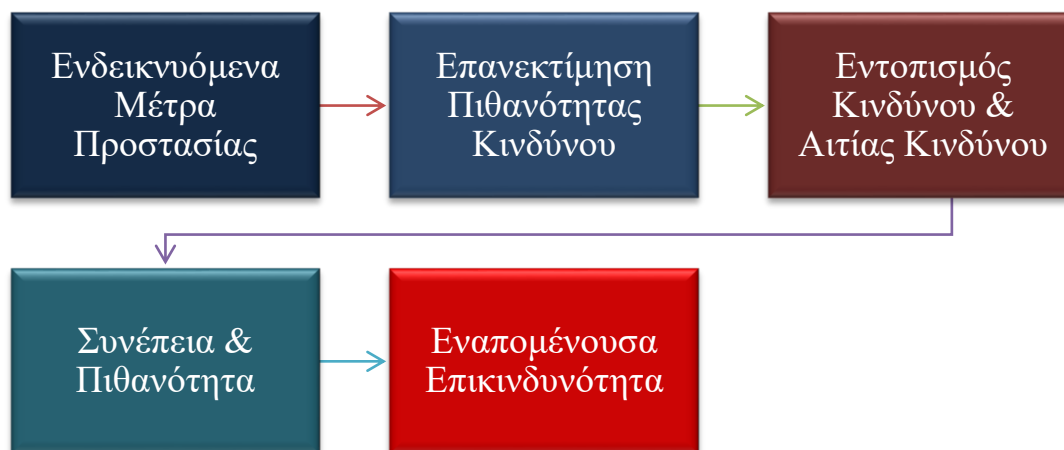 Ενδεικνυόμενα
Μέτρα
Προστασίας
Επανεκτίμηση
Πιθανότητας
Κινδύνου
Εντοπισμός
Κινδύνου &
Αιτίας Κινδύνου
Συνέπεια &
Πιθανότητα
Εναπομένουσα
Επικινδυνότητα